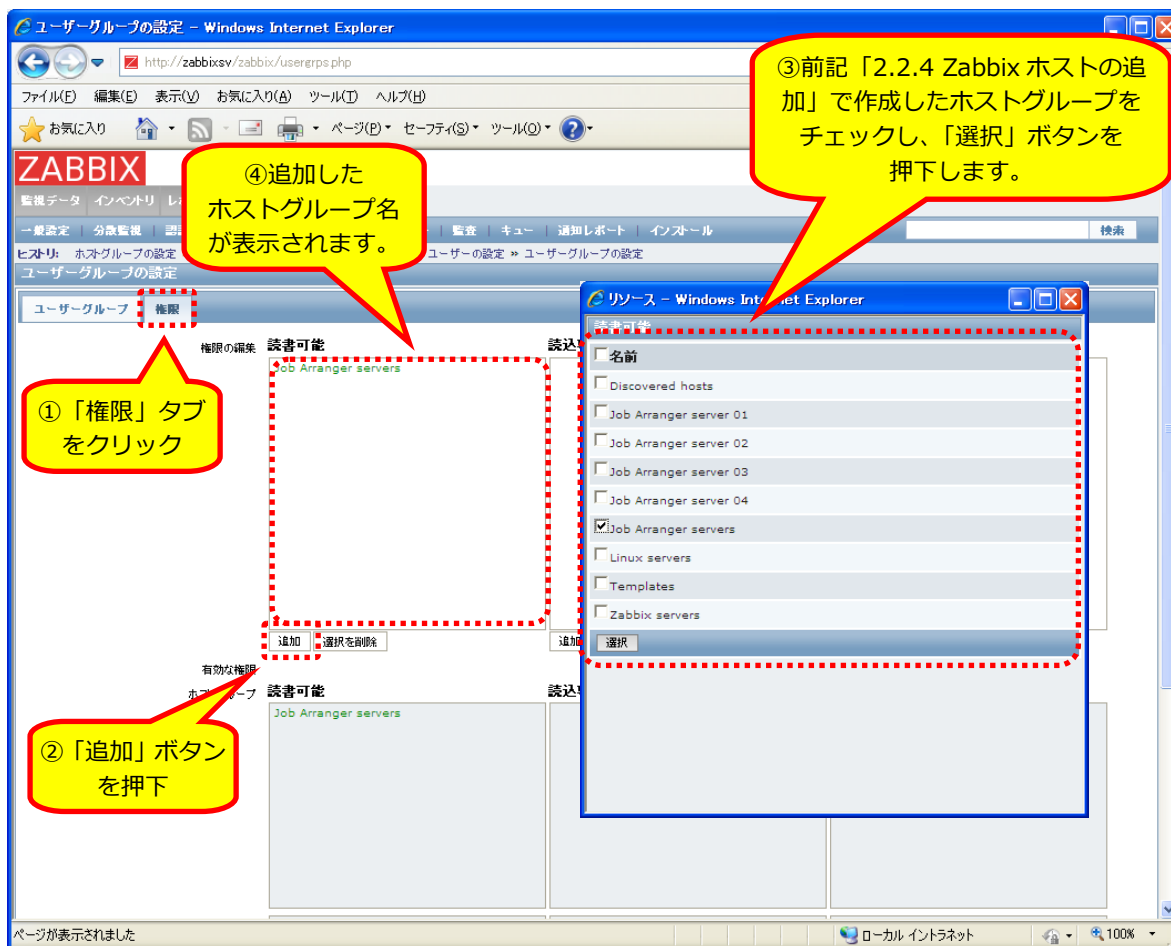 ユーザーグループの設定 - Windows Internet Explorer
http://zabbixsv/zabbix/usergrps.php
ファイル(F) 編集(E) 表示(V) お気に入り(A) ツール(T) ヘルプ(H)
お気に入り ページ(P) セーフティ(S) ツール(O)
③前記「2.2.4 Zabbix ホストの追
加」で作成したホストグループを
チェックし、「選択」ボタンを
押下します。
ZABBIX
④追加した
ホストグループ名
が表示されます。
監視データ インベントリ
一般設定 | 分散監視 | 監査 | キュー | 通知レポート | インストール 検索
ヒストリ: ホストグループの設定 ユーザーの設定 » ユーザーグループの設定
ユーザーグループの設定
ユーザーグループ 権限
①「権限」タブ
をクリック
権限の編集 読書可能
Job Arranger servers
追加 選択を削除 追加
リソース - Windows Internet Explorer
読書可能
名前
Discovered hosts
Job Arranger server 01
Job Arranger server 02
Job Arranger server 03
Job Arranger server 04
Job Arranger servers
Linux servers
Templates
Zabbix servers
選択
②「追加」ボタン
を押下
有効な権限
読書可能
Job Arranger servers
ページが表示されました ローカル イントラネット 100%